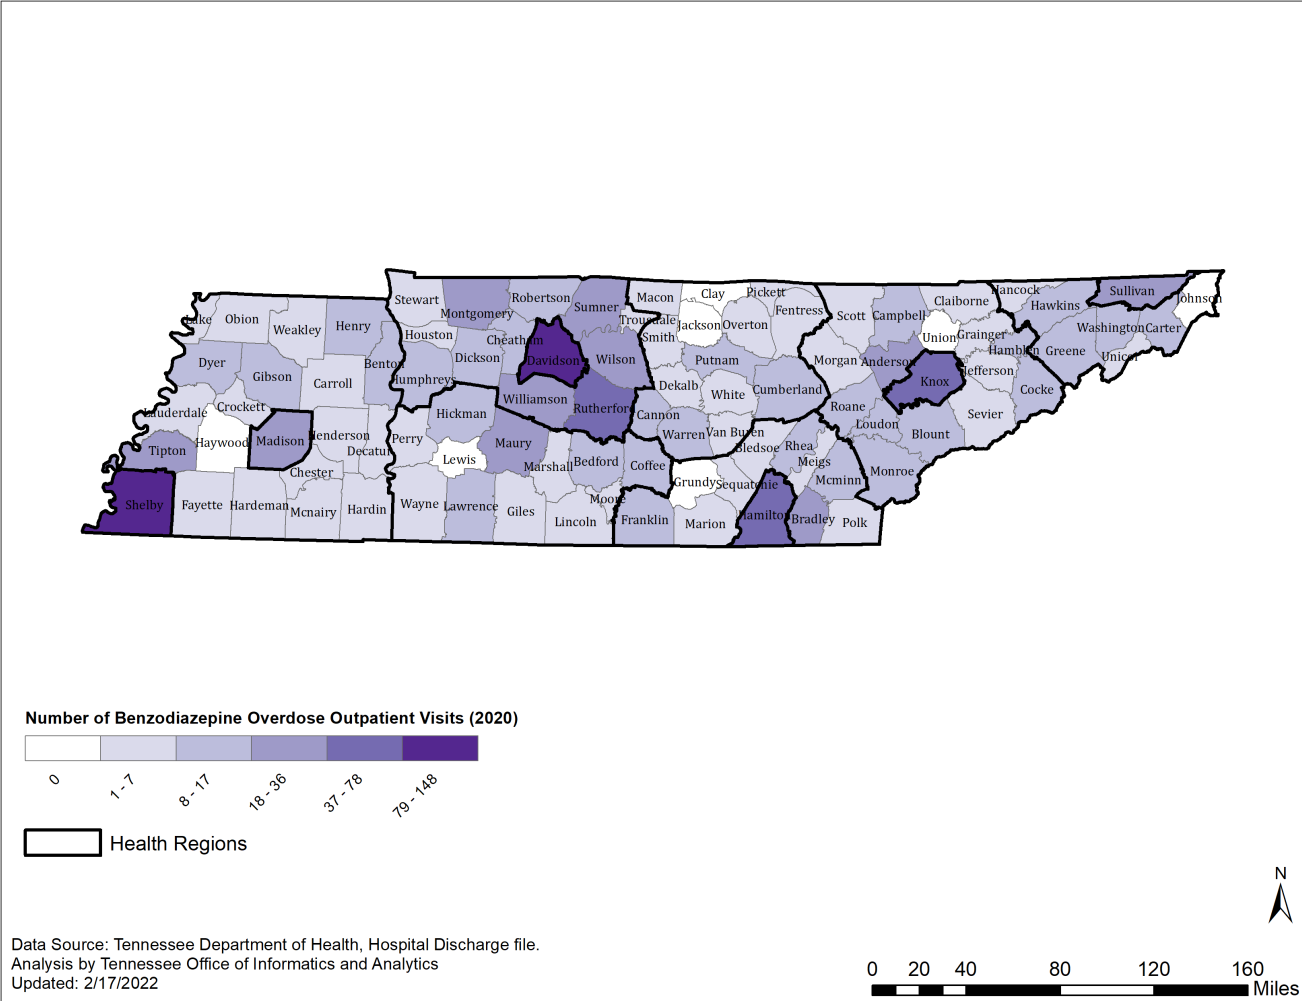 Stewart
Montgomery
Robertson
Sumner
Macon
Clay
Pickett
Fentress
Scott
Campbell
Claiborne
Hancock
Hawkins
Sullivan
Johnson
Lake
Obion
Weakley
Henry
Houston
Cheatham
Trousdale
Smith
Jackson
Overton
Union
Grainger
Hamblen
Greene
Washington
Carter
Unicoi
Dyer
Gibson
Carroll
Benton
Humphreys
Dickson
Davidson
Wilson
Putnam
Morgan
Anderson
Knox
Jefferson
Cocke
Lauderdale
Crockett
Haywood
Madison
Henderson
Decatur
Perry
Hickman
Williamson
Rutherford
Cannon
Dekalb
White
Cumberland
Roane
Loudon
Blount
Sevier
Tipton
Chester
Lewis
Maury
Marshall
Bedford
Coffee
Warren
Van Buren
Bledsoe
Rhea
Meigs
Mcminn
Monroe
Shelby
Fayette
Hardeman
Mcnairy
Hardin
Wayne
Lawrence
Giles
Lincoln
Moore
Franklin
Grundy
Sequatchie
Marion
Hamilton
Bradley
Polk
Number of Benzodiazepine Overdose Outpatient Visits (2020)
0
1 - 7
8 - 17
18 - 36
37 - 78
79 - 148
Health Regions
N
Data Source: Tennessee Department of Health, Hospital Discharge file.
Analysis by Tennessee Office of Informatics and Analytics
Updated: 2/17/2022
0 20 40 80 120 160
Miles